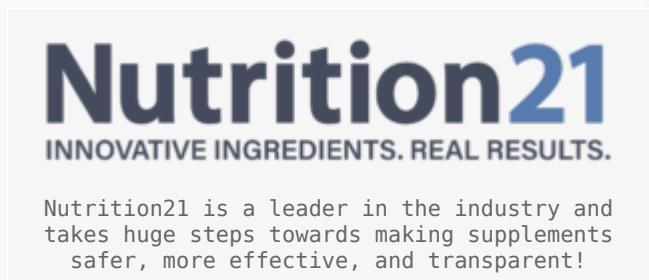 Nutrition21
INNOVATIVE INGREDIENTS. REAL RESULTS.
Nutrition21 is a leader in the industry and
takes huge steps towards making supplements
safer, more effective, and transparent!